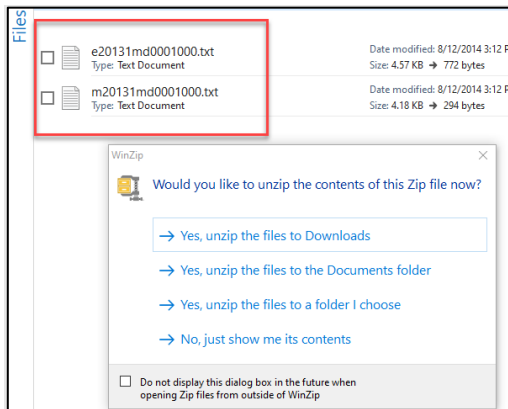 Files
e20131md0001000.txt
Type: Text Document
Date modified: 8/12/2014 3:12 P
Size: 4.57 KB → 772 bytes
m20131md0001000.txt
Type: Text Document
Date modified: 8/12/2014 3:12 P
Size: 4.18 KB → 294 bytes
WinZip
Would you like to unzip the contents of this Zip file now?
→ Yes, unzip the files to Downloads
→ Yes, unzip the files to the Documents folder
→ Yes, unzip the files to a folder I choose
→ No, just show me its contents
Do not display this dialog box in the future when
opening Zip files from outside of WinZip